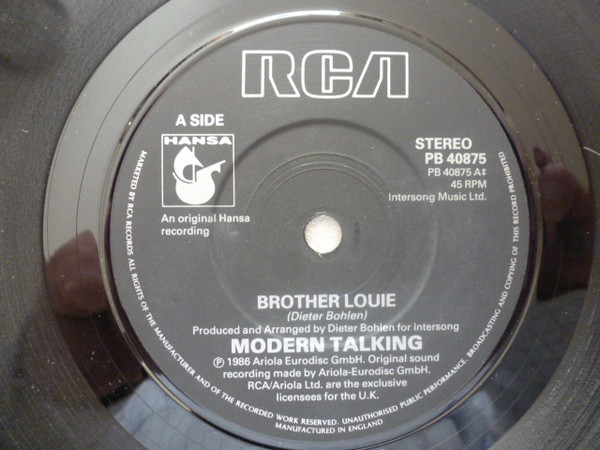 RCA
A SIDE
HANSA
An original Hansa
recording
STEREO
PB 40875
PB 40875 A‡
45 RPM
Intersong Music Ltd.
BROTHER LOUIE
(Dieter Bohlen)
Produced and Arranged by Dieter Bohlen for Intersong
MODERN TALKING
℗ 1986 Ariola Eurodisc GmbH. Original sound
recording made by Ariola-Eurodisc GmbH.
RCA/Ariola Ltd. are the exclusive
licensees for the U.K.
MARKETED BY RCA RECORDS ALL RIGHTS OF THE MANUFACTURER AND OF THE RECORDED WORK RESERVED. UNAUTHORISED PUBLIC PERFORMANCE, BROADCASTING AND COPYING OF THIS RECORD PROHIBITED
MANUFACTURED IN ENGLAND